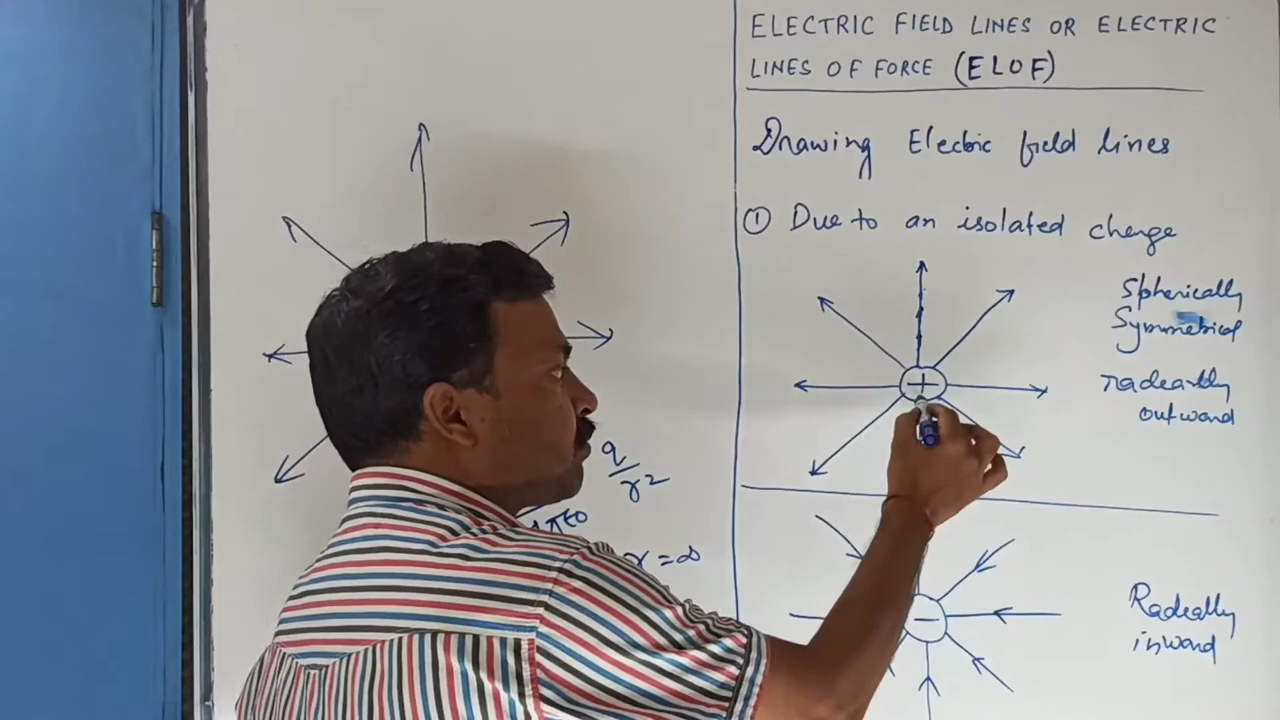 ELECTRIC FIELD LINES OR ELECTRIC
LINES OF FORCE (ELOF)
Drawing Electric field lines
① Due to an isolated charge
Spherically
Symmetrical
radeally
outward
+
−
Radeally
inward
q
r²
4πε0
r = ∞